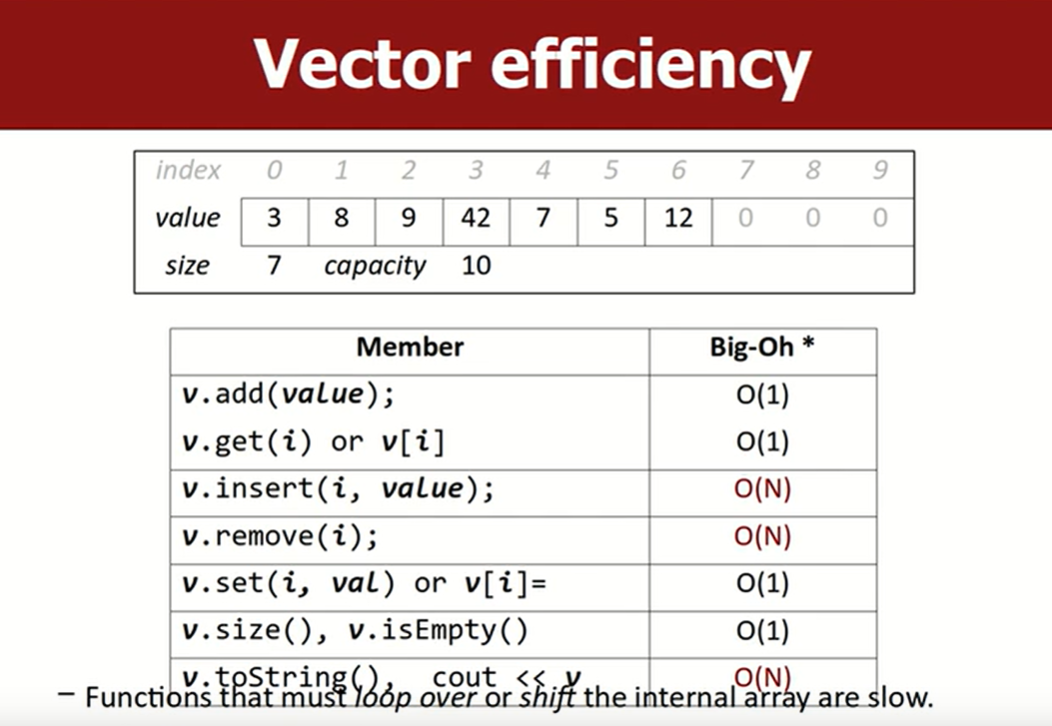 Vector efficiency
index 0 1 2 3 4 5 6 7 8 9
value 3 8 9 42 7 5 12 0 0 0
size 7 capacity 10
Member Big-Oh *
v.add(value); O(1)
v.get(i) or v[i] O(1)
v.insert(i, value); O(N)
v.remove(i); O(N)
v.set(i, val) or v[i]= O(1)
v.size(), v.isEmpty() O(1)
v.toString(), cout << v O(N)
– Functions that must loop over or shift the internal array are slow.